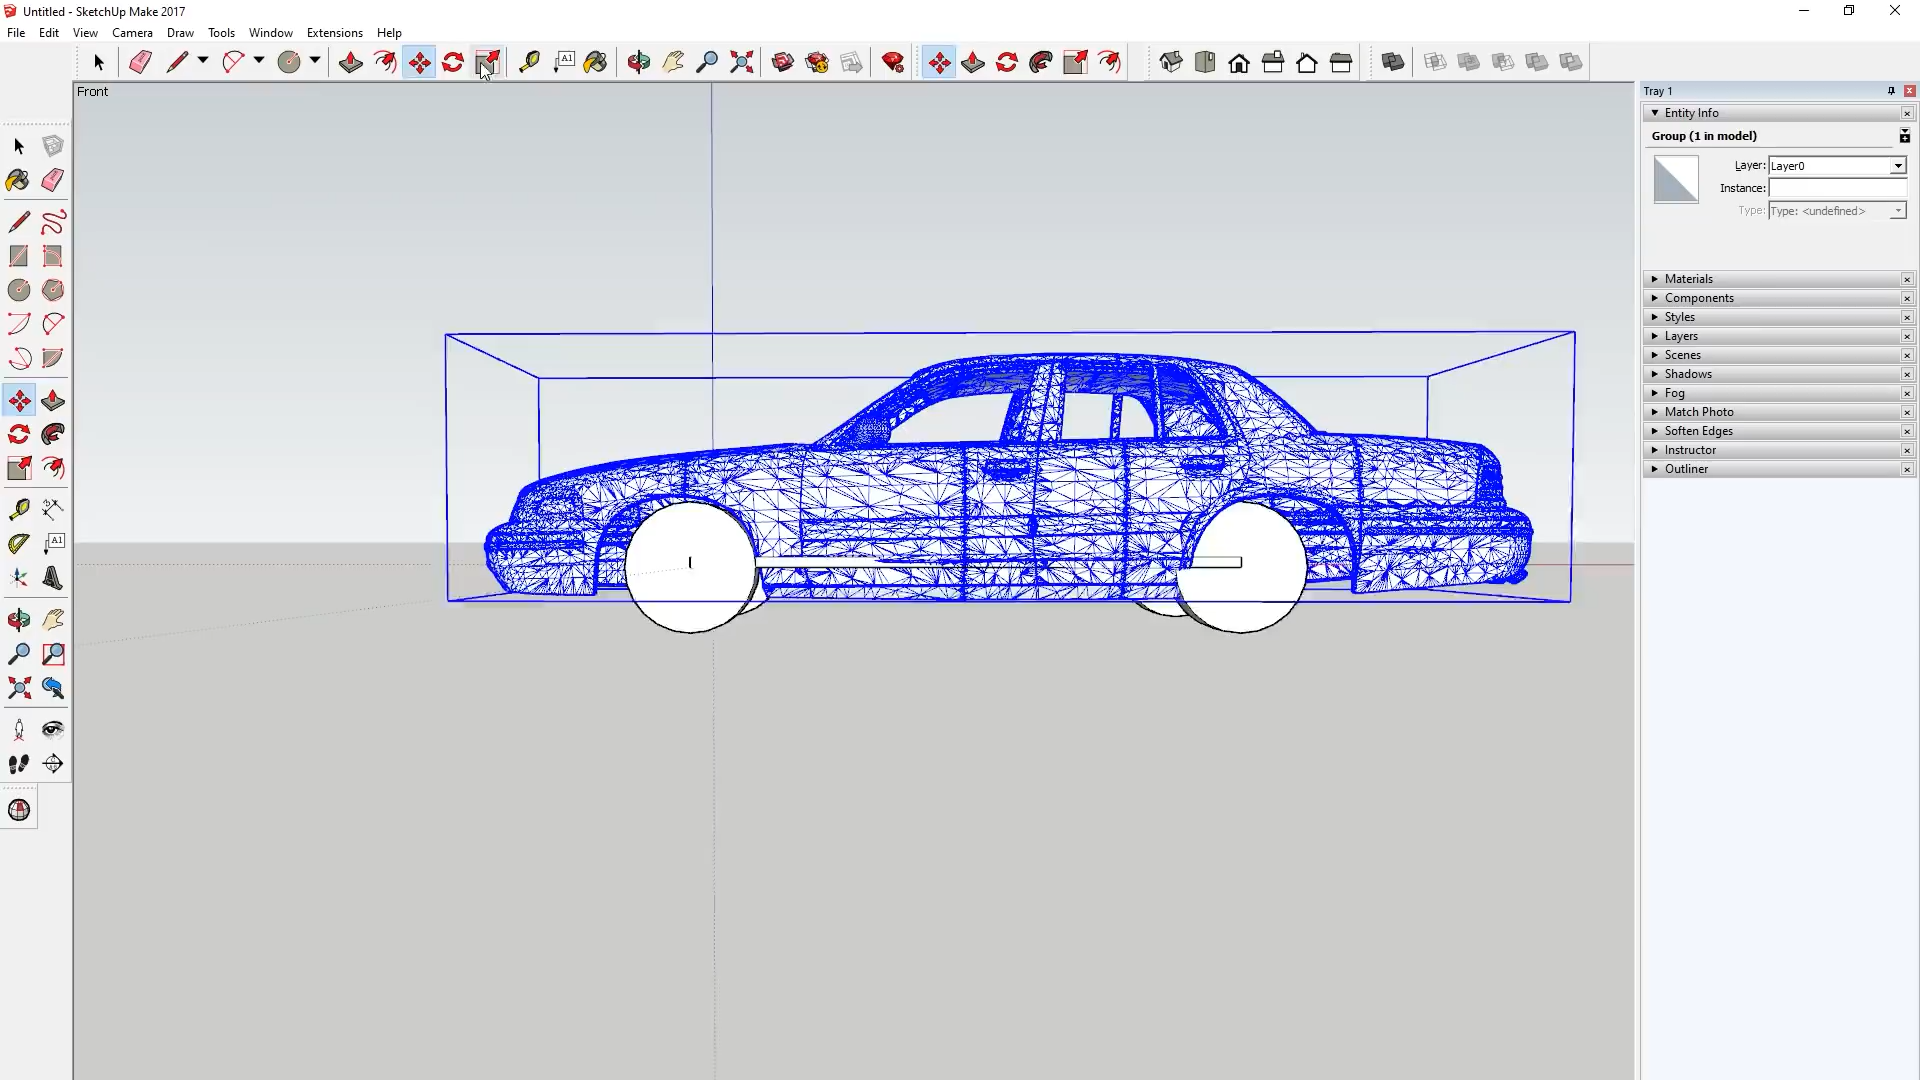 Untitled - SketchUp Make 2017
File Edit View Camera Draw Tools Window Extensions Help
A1
Front
Tray 1
Entity Info
Group (1 in model)
Layer: Layer0
Instance:
Type: Type: <undefined>
A1
Materials
Components
Styles
Layers
Scenes
Shadows
Fog
Match Photo
Soften Edges
Instructor
Outliner